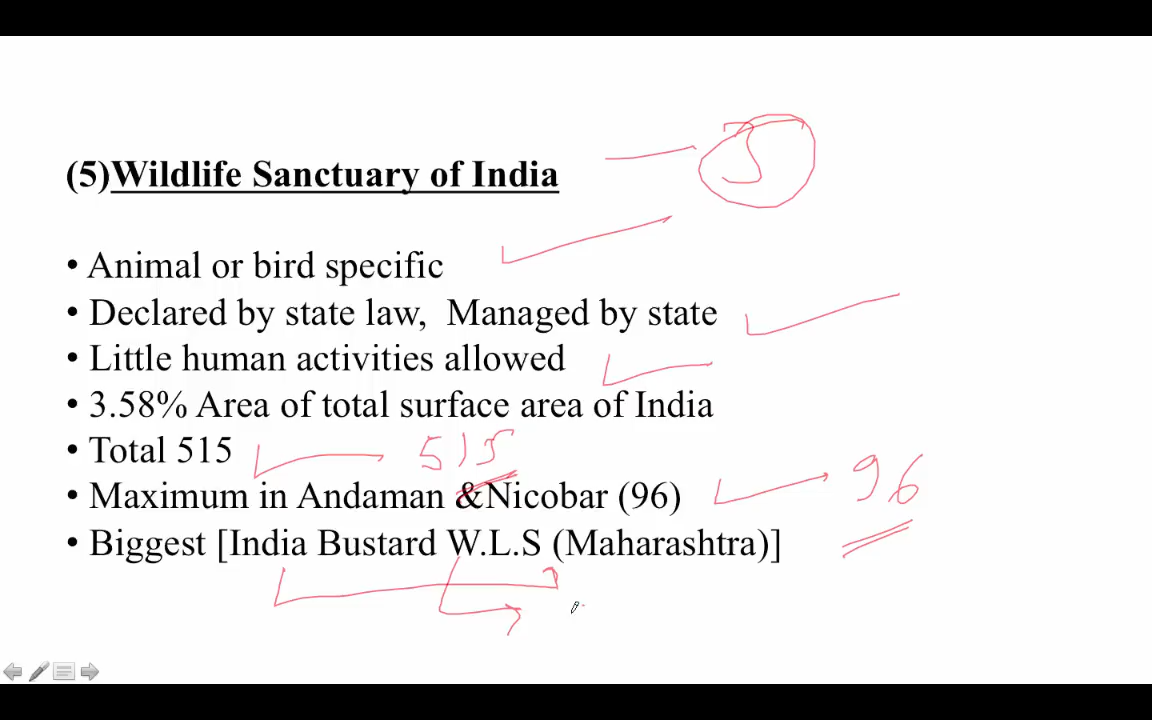 (5)Wildlife Sanctuary of India
• Animal or bird specific
• Declared by state law, Managed by state
• Little human activities allowed
• 3.58% Area of total surface area of India
• Total 515 515
• Maximum in Andaman &Nicobar (96) 96
• Biggest [India Bustard W.L.S (Maharashtra)]